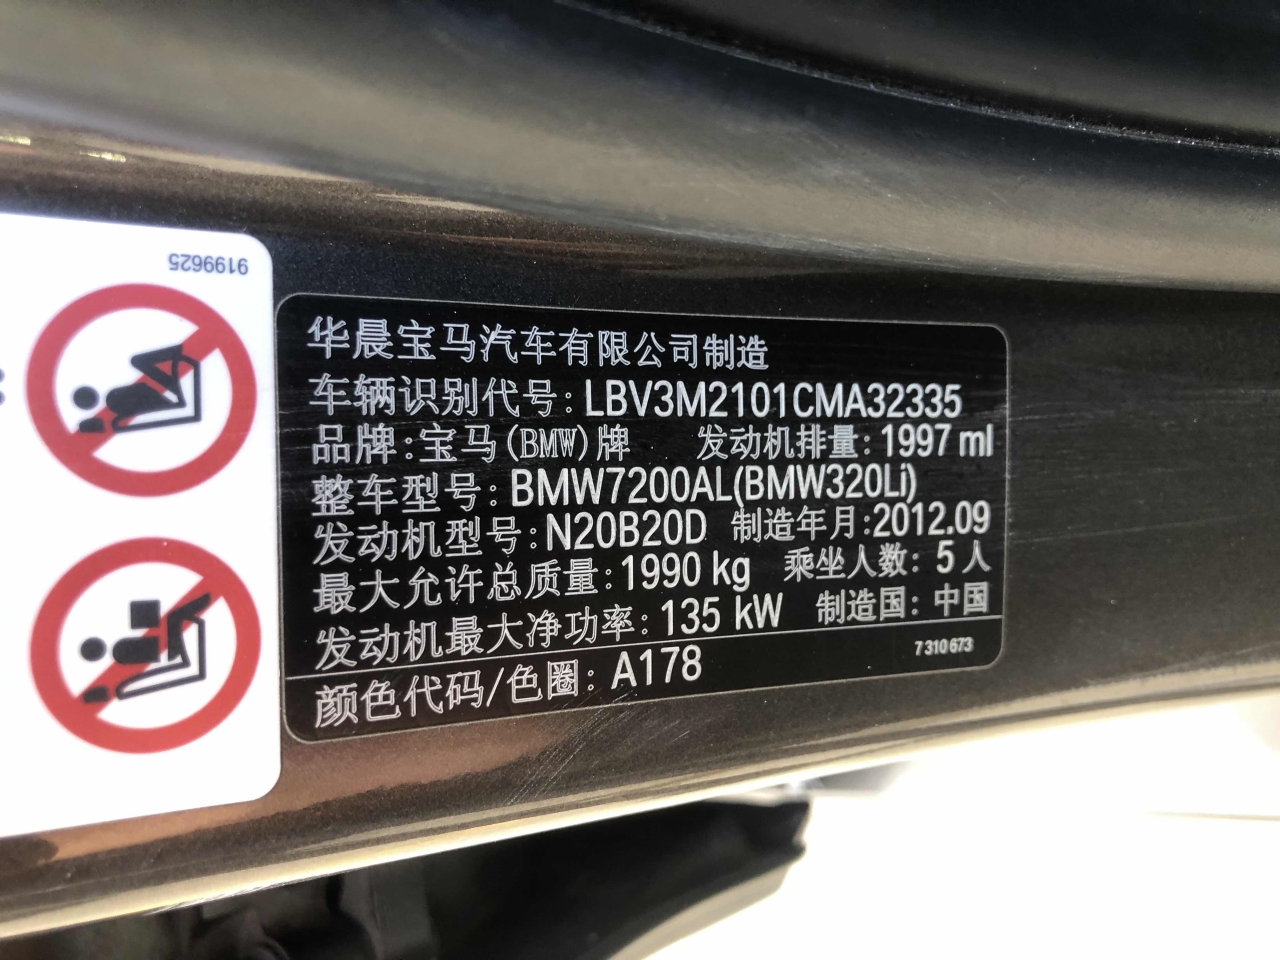 9199625
华晨宝马汽车有限公司制造
车辆识别代号: LBV3M2101CMA32335
品牌:宝马(BMW)牌 发动机排量: 1997 ml
整车型号: BMW7200AL(BMW320Li)
发动机型号:N20B20D 制造年月:2012.09
最大允许总质量:1990 kg 乘坐人数: 5 人
发动机最大净功率: 135 kW 制造国: 中国
颜色代码/色圈: A178
7310673